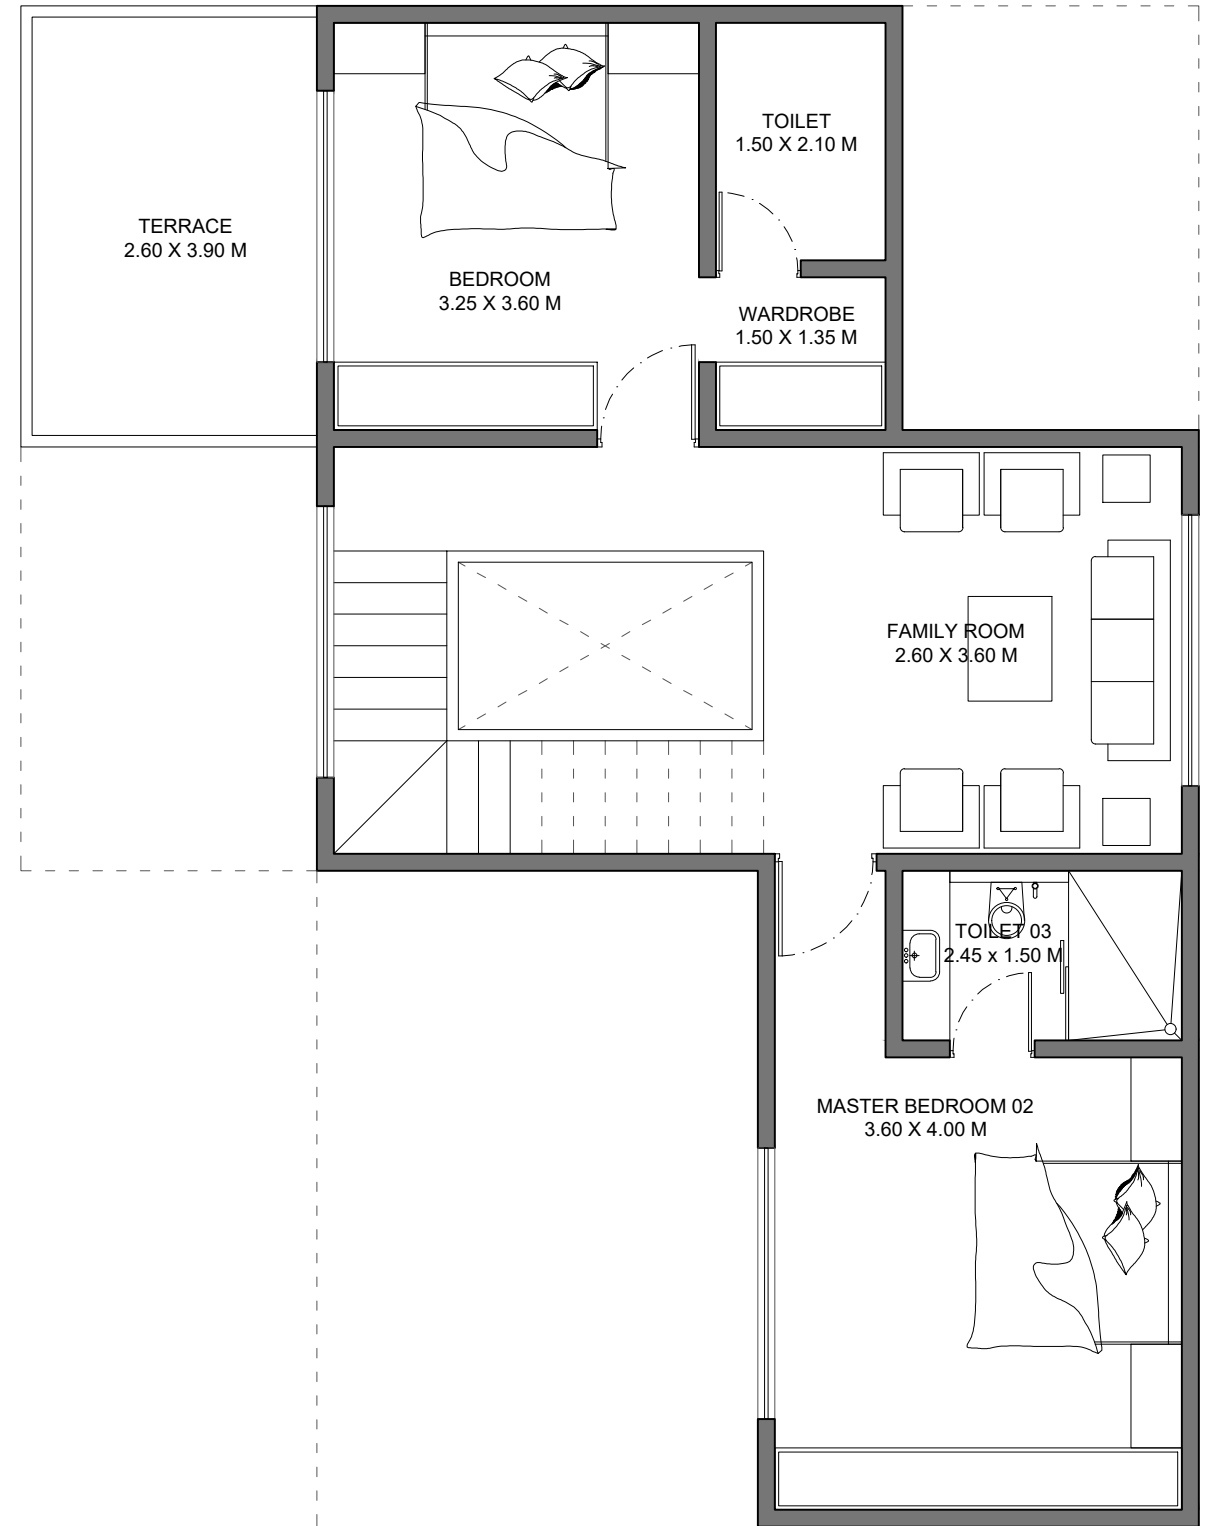 TOILET
1.50 X 2.10 M
TERRACE
2.60 X 3.90 M
BEDROOM
3.25 X 3.60 M
WARDROBE
1.50 X 1.35 M
FAMILY ROOM
2.60 X 3.60 M
TOILET 03
2.45 x 1.50 M
MASTER BEDROOM 02
3.60 X 4.00 M